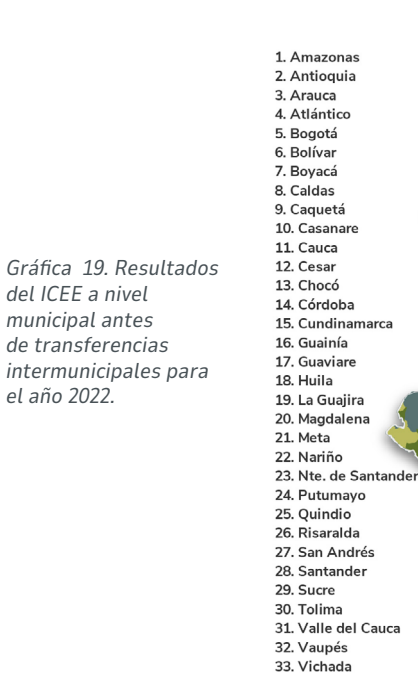 Gráfica 19. Resultados
del ICEE a nivel
municipal antes
de transferencias
intermunicipales para
el año 2022.
1. Amazonas
2. Antioquia
3. Arauca
4. Atlántico
5. Bogotá
6. Bolívar
7. Boyacá
8. Caldas
9. Caquetá
10. Casanare
11. Cauca
12. Cesar
13. Chocó
14. Córdoba
15. Cundinamarca
16. Guainía
17. Guaviare
18. Huila
19. La Guajira
20. Magdalena
21. Meta
22. Nariño
23. Nte. de Santander
24. Putumayo
25. Quindio
26. Risaralda
27. San Andrés
28. Santander
29. Sucre
30. Tolima
31. Valle del Cauca
32. Vaupés
33. Vichada